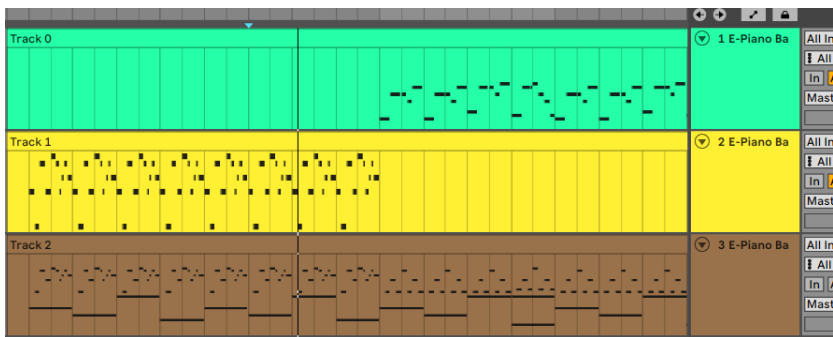 Track 0
1 E-Piano Ba
All In
All
In
Mast
Track 1
2 E-Piano Ba
All In
All
In
Mast
Track 2
3 E-Piano Ba
All In
All
In
Mast